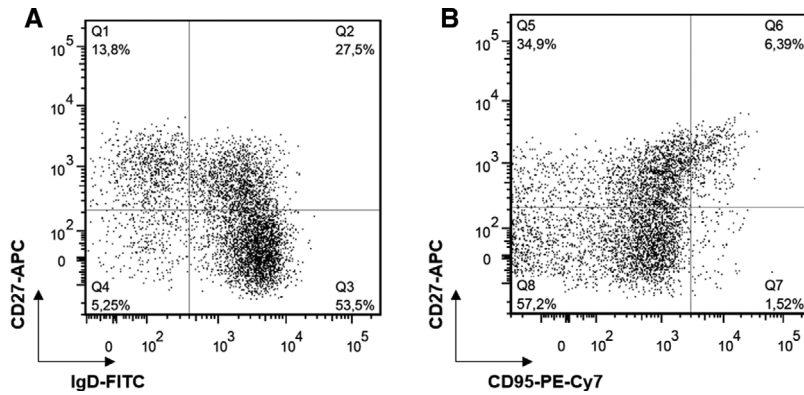 A
Q1
13,8%
Q2
27,5%
10^5
10^4
10^3
10^2
0
Q4
5,25%
Q3
53,5%
0
10^2
10^3
10^4
10^5
CD27-APC
IgD-FITC
B
Q5
34,9%
Q6
6,39%
10^5
10^4
10^3
10^2
0
Q8
57,2%
Q7
1,52%
0
10^2
10^3
10^4
10^5
CD27-APC
CD95-PE-Cy7